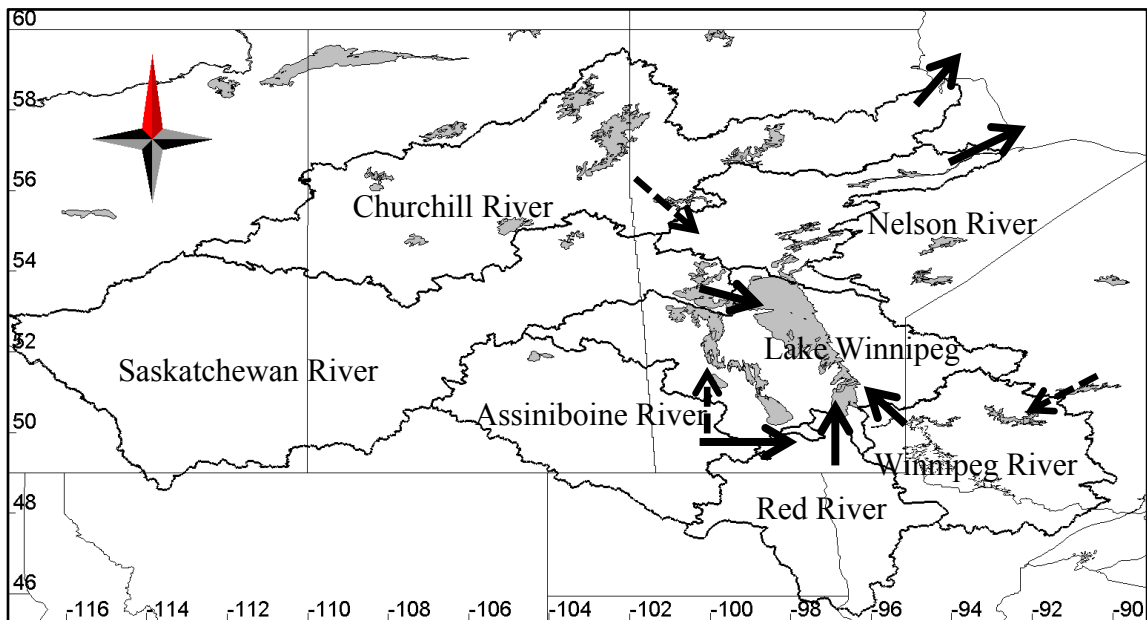 60
58
56
54
52
50
48
46
Churchill River
Nelson River
Lake Winnipeg
Saskatchewan River
Assiniboine River
Winnipeg River
Red River
-116 -114 -112 -110 -108 -106 -104 -102 -100 -98 -96 -94 -92 -90